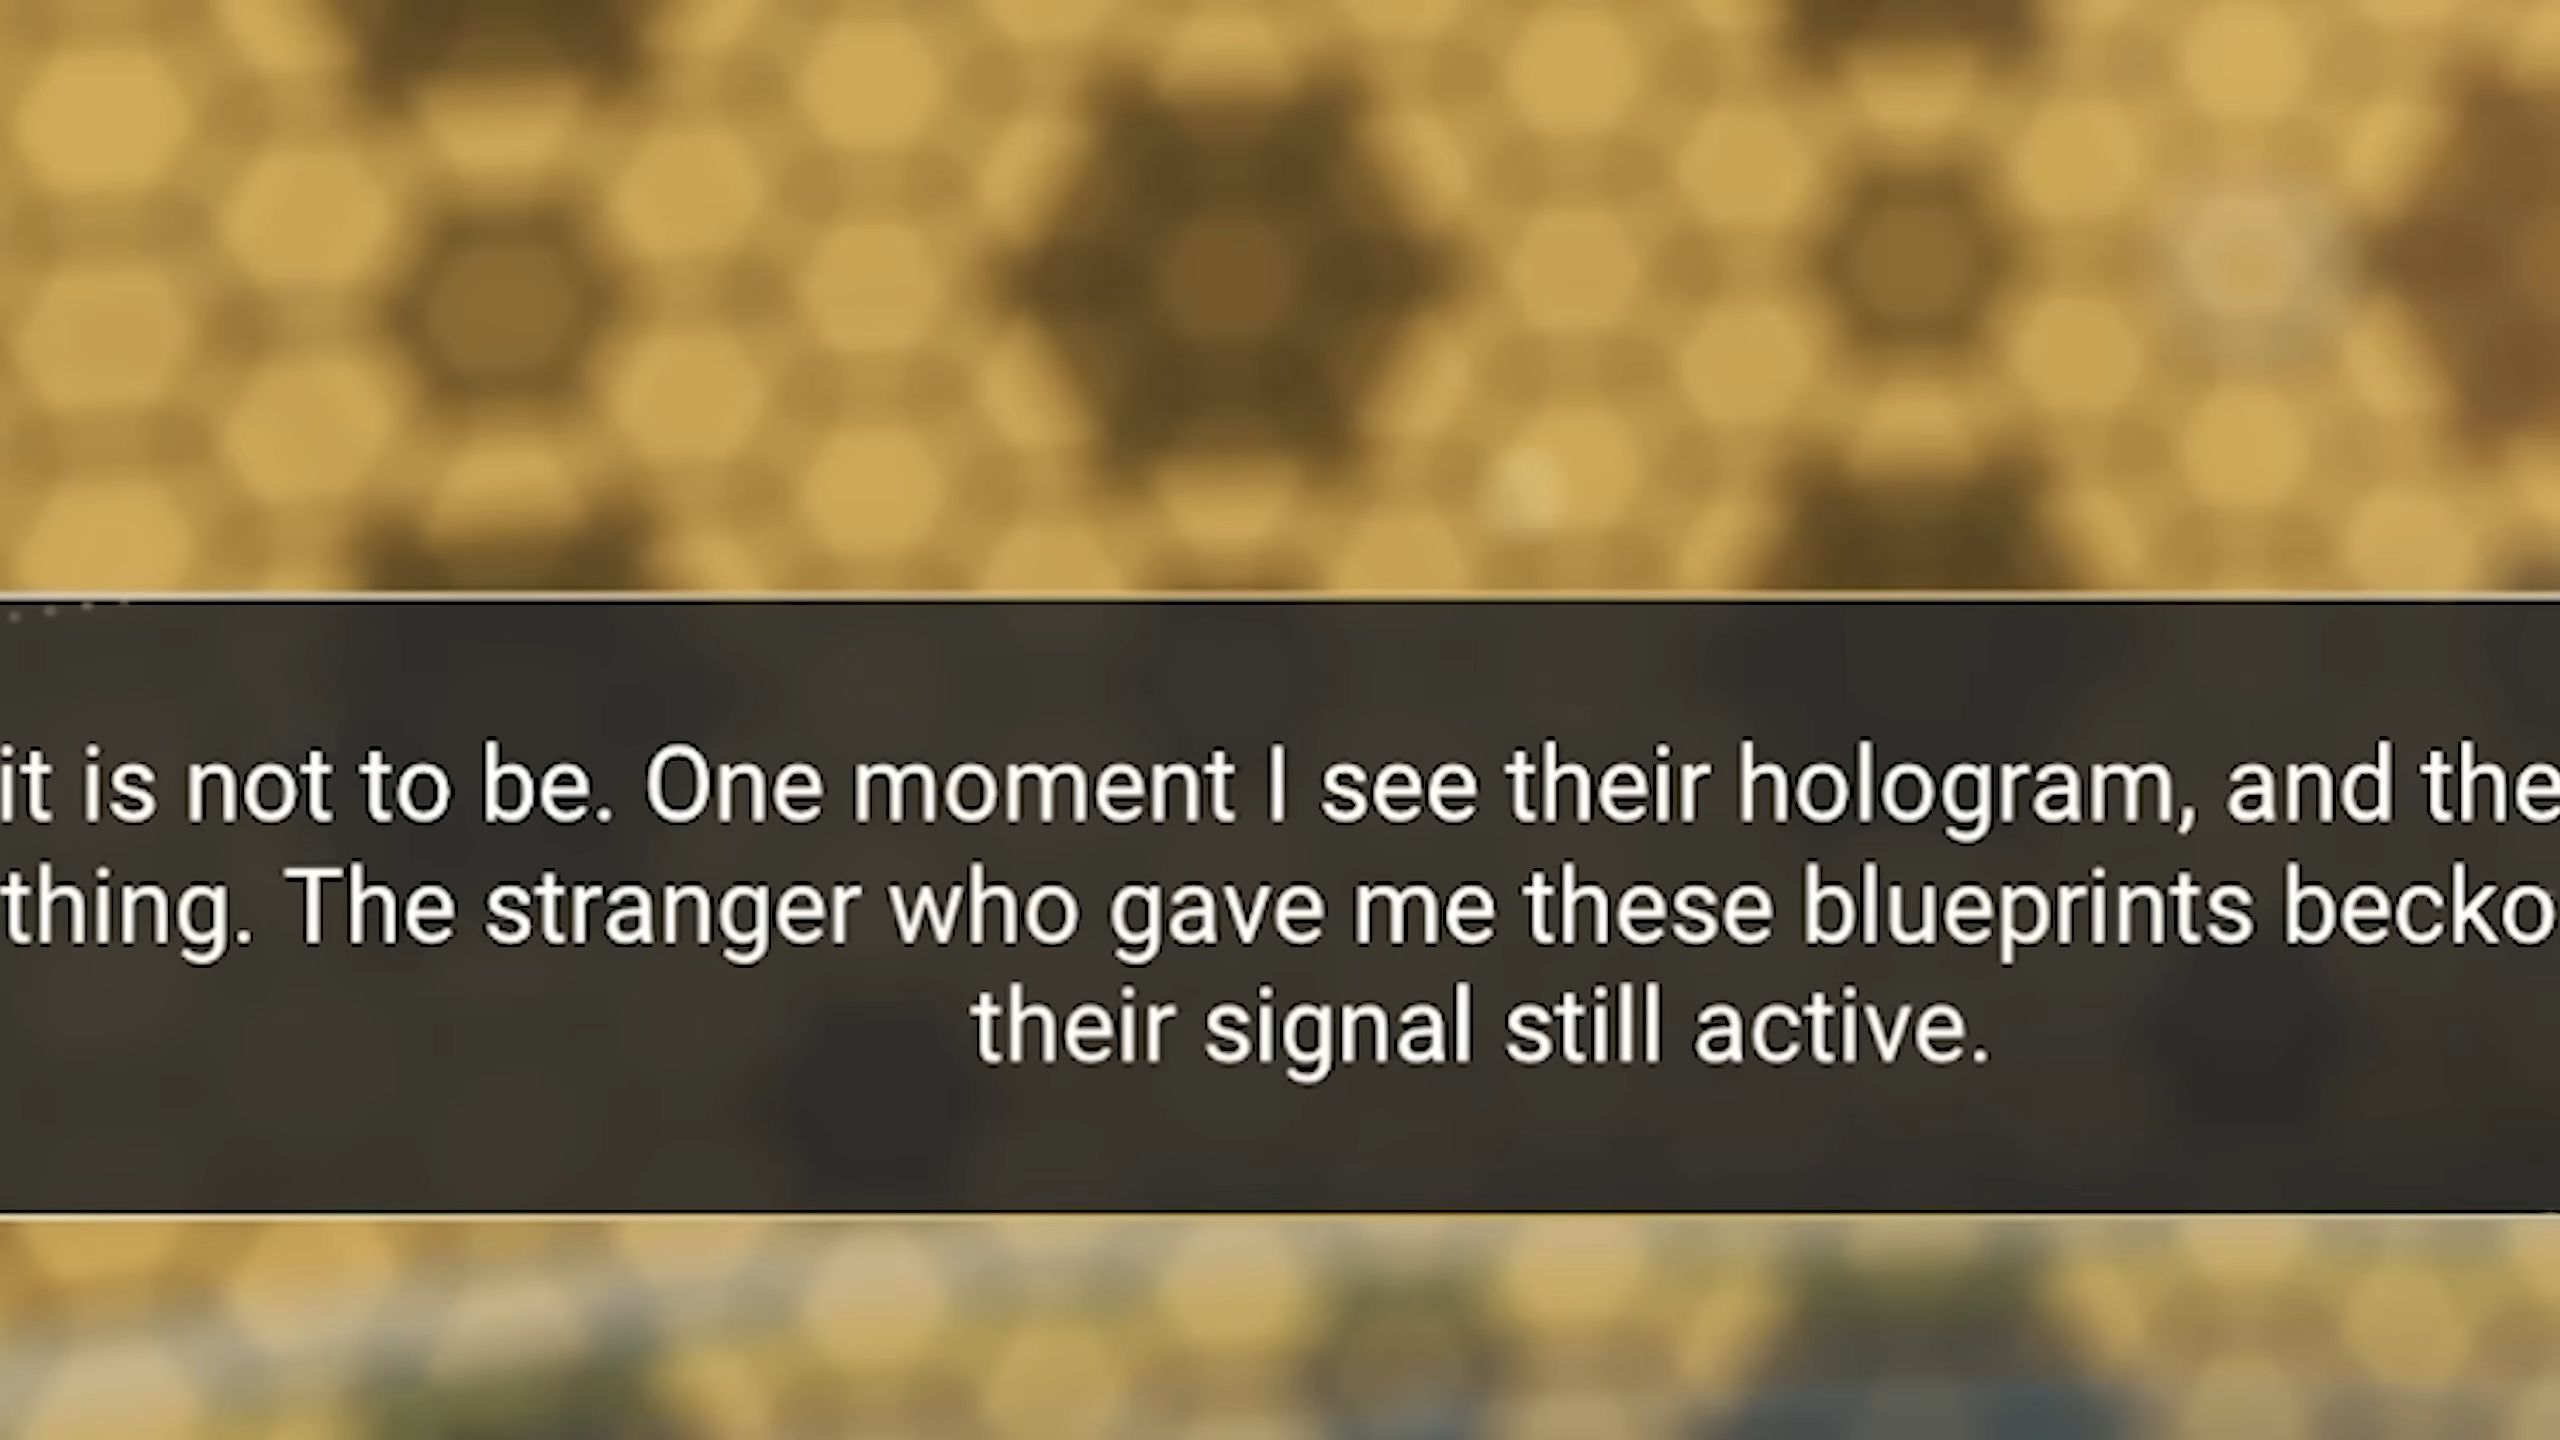 it is not to be. One moment I see their hologram, and the
thing. The stranger who gave me these blueprints becko
their signal still active.